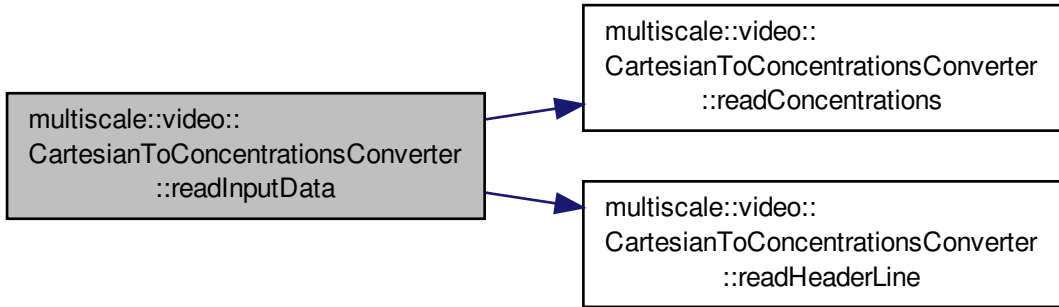 multiscale::video::
CartesianToConcentrationsConverter
::readInputData
multiscale::video::
CartesianToConcentrationsConverter
::readConcentrations
multiscale::video::
CartesianToConcentrationsConverter
::readHeaderLine